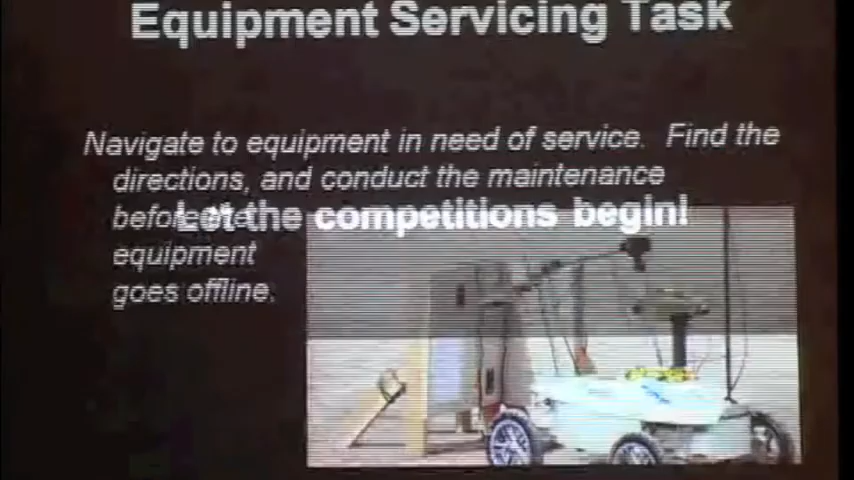 Equipment Servicing Task
Navigate to equipment in need of service. Find the
directions, and conduct the maintenance
before
Let the competitions begin!
equipment
goes offline.